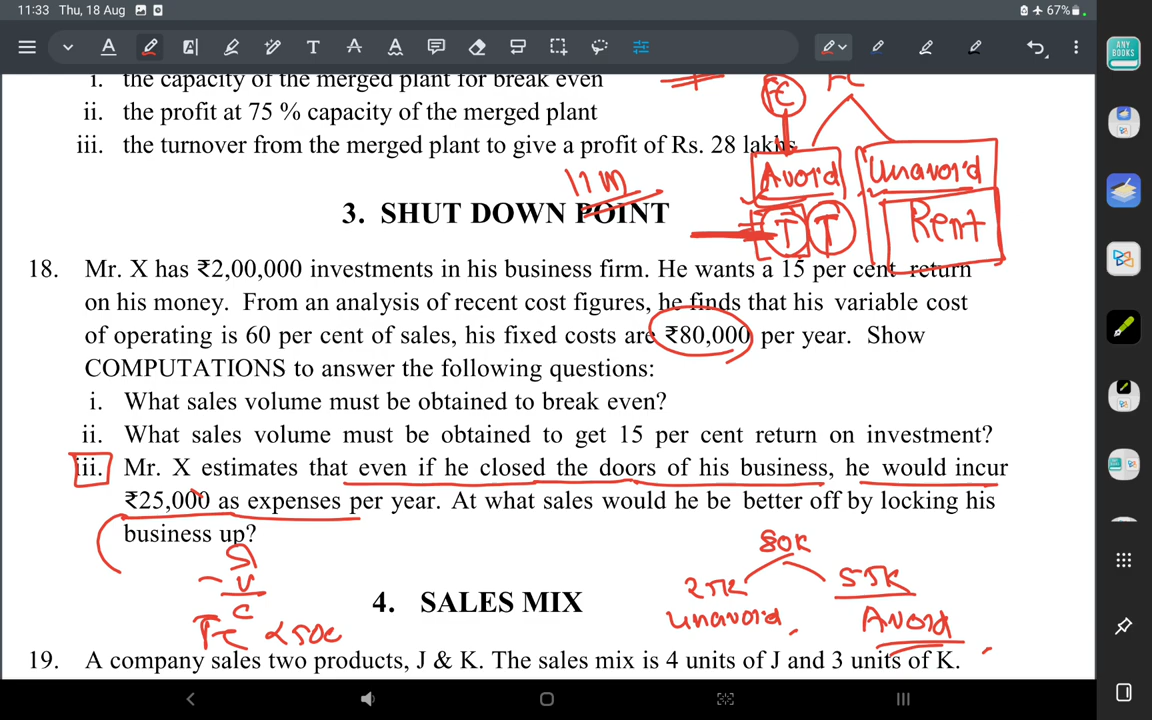 11:33 Thu, 18 Aug
67%
i. the capacity of the merged plant for break even
ii. the profit at 75 % capacity of the merged plant
iii. the turnover from the merged plant to give a profit of Rs. 28 lakhs
FC
FC
Avoid Unavoid
T T Rent
3. SHUT DOWN POINT
18. Mr. X has ₹2,00,000 investments in his business firm. He wants a 15 per cent return
on his money. From an analysis of recent cost figures, he finds that his variable cost
of operating is 60 per cent of sales, his fixed costs are ₹80,000 per year. Show
COMPUTATIONS to answer the following questions:
i. What sales volume must be obtained to break even?
ii. What sales volume must be obtained to get 15 per cent return on investment?
iii. Mr. X estimates that even if he closed the doors of his business, he would incur
₹25,000 as expenses per year. At what sales would he be better off by locking his
business up?
80K
25K 55K
Unavoid Avoid
S
- V
C
4. SALES MIX
19. A company sales two products, J & K. The sales mix is 4 units of J and 3 units of K.
ANY
BOOKS